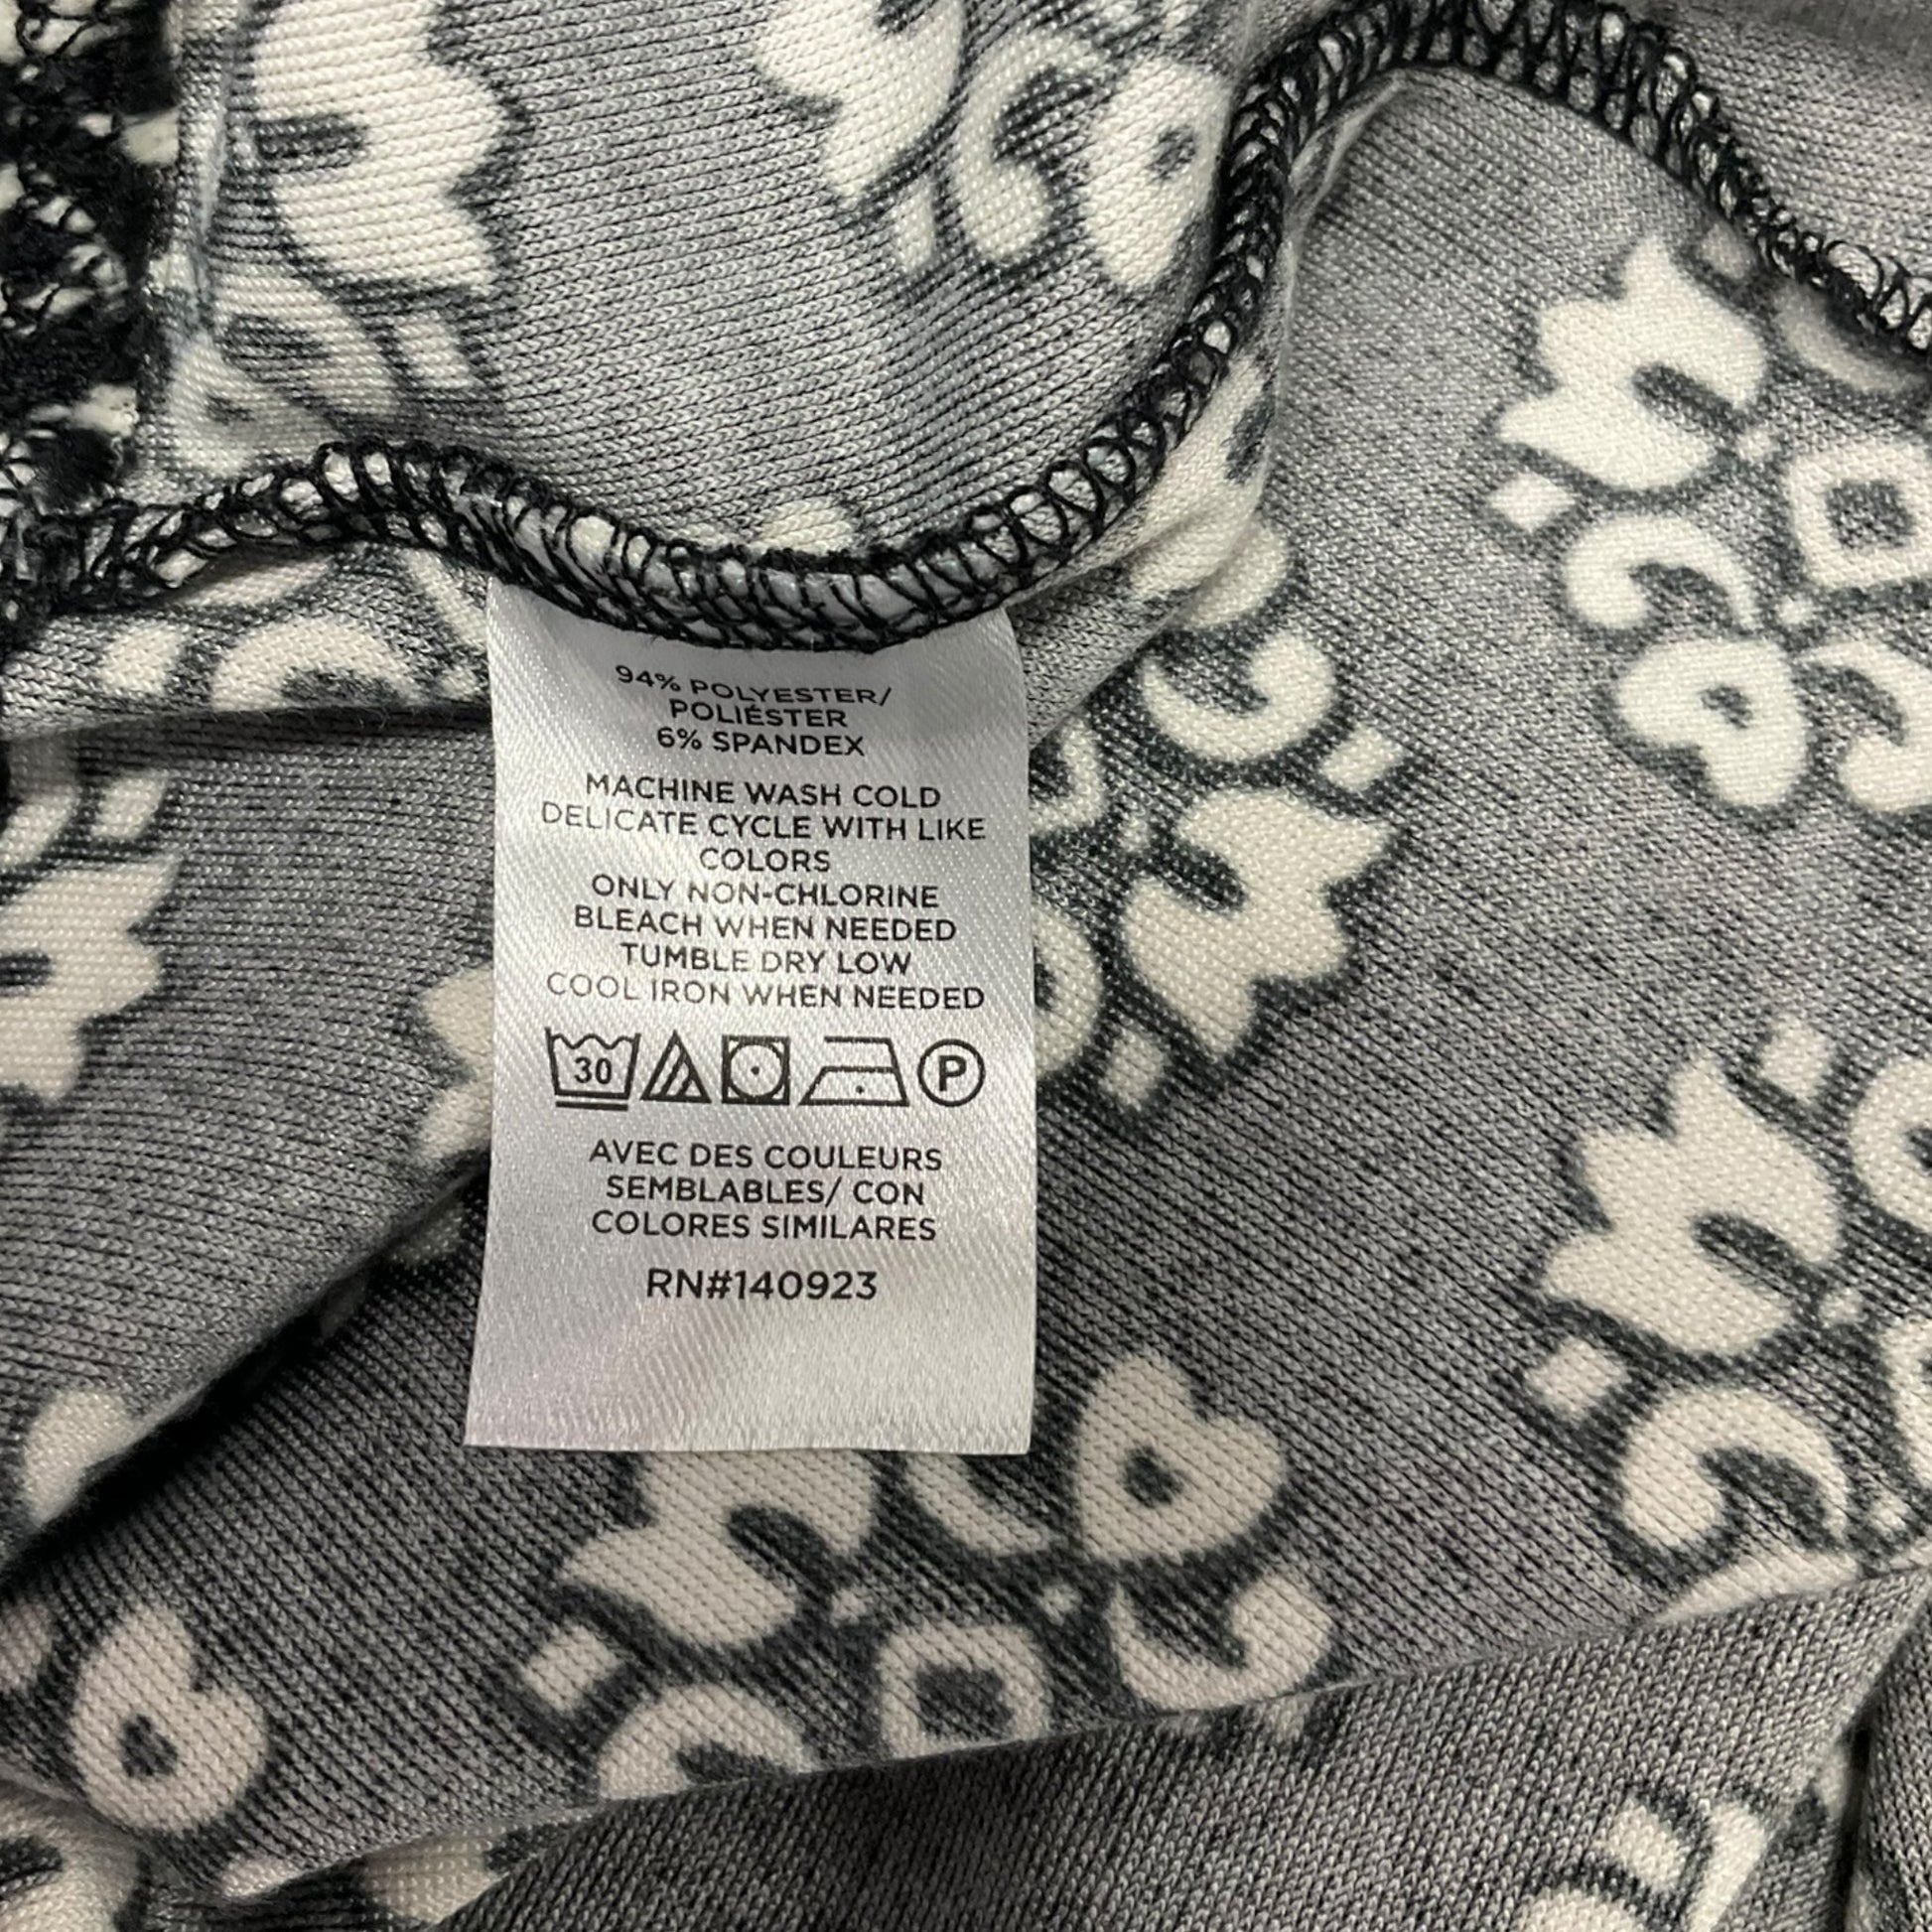 94% POLYESTER/
POLIÉSTER
6% SPANDEX
MACHINE WASH COLD
DELICATE CYCLE WITH LIKE
COLORS
ONLY NON-CHLORINE
BLEACH WHEN NEEDED
TUMBLE DRY LOW
COOL IRON WHEN NEEDED
30 P
AVEC DES COULEURS
SEMBLABLES/ CON
COLORES SIMILARES
RN#140923